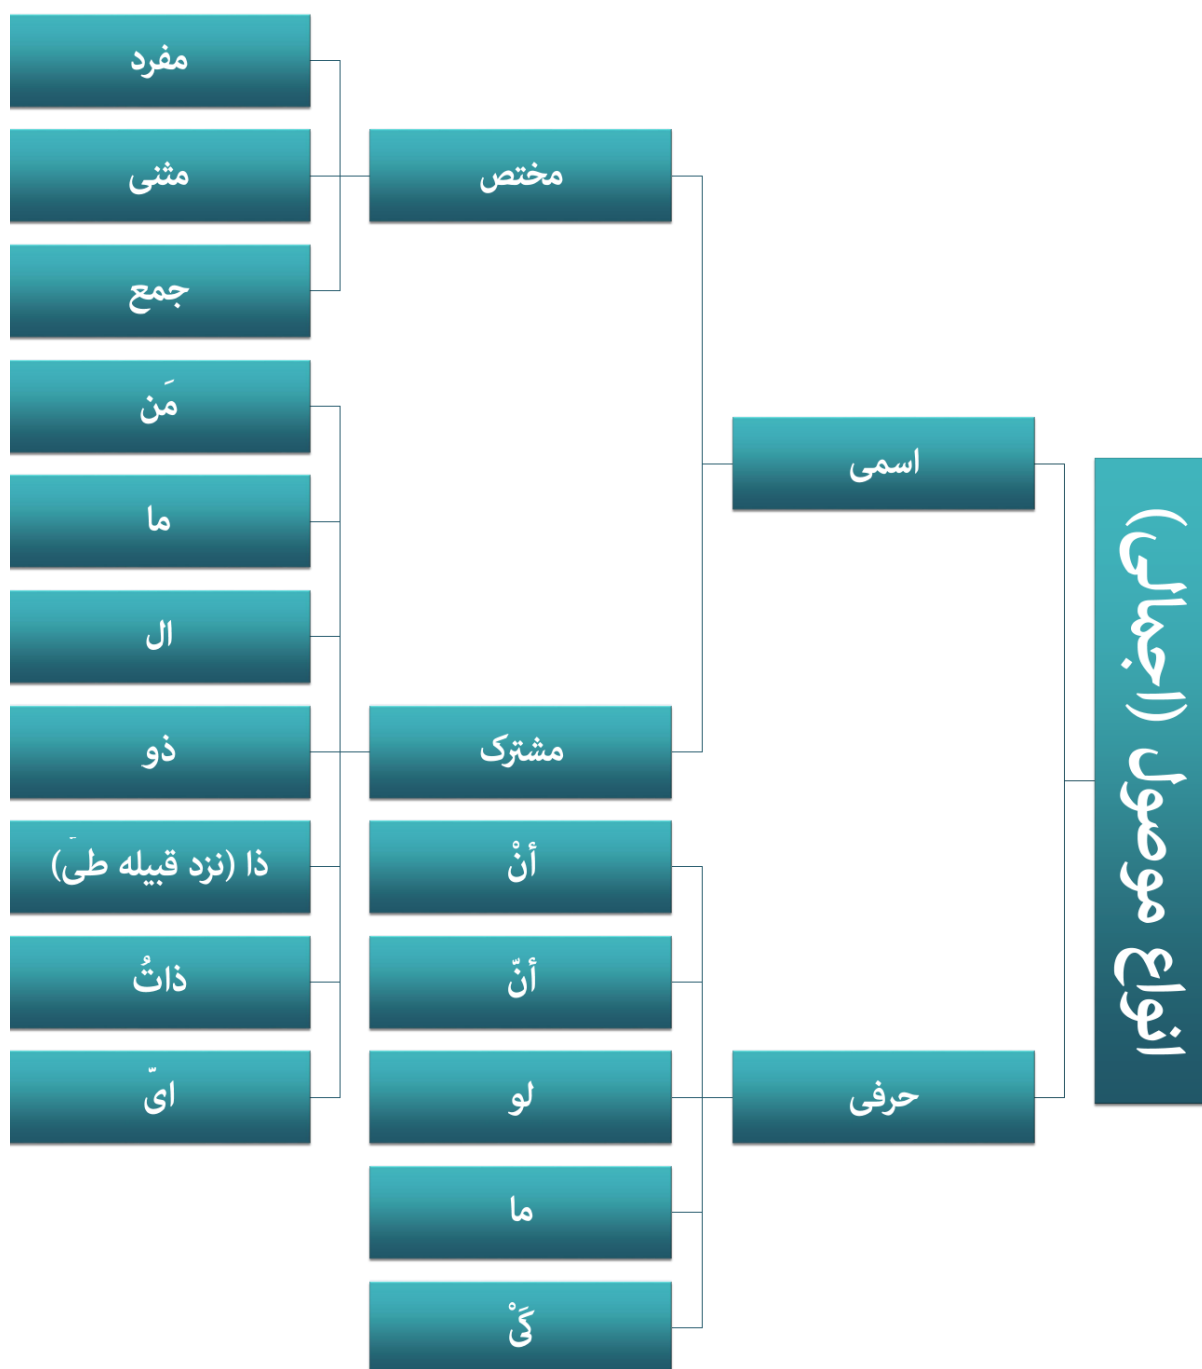 انواع موصول (اجمالی)
اسمی
مختص
مفرد
مثنی
جمع
مشترک
مَن
ما
ال
ذو
ذا (نزد قبیله طیَ)
ذاتُ
ایّ
حرفی
أنْ
أنّ
لو
ما
کَیْ